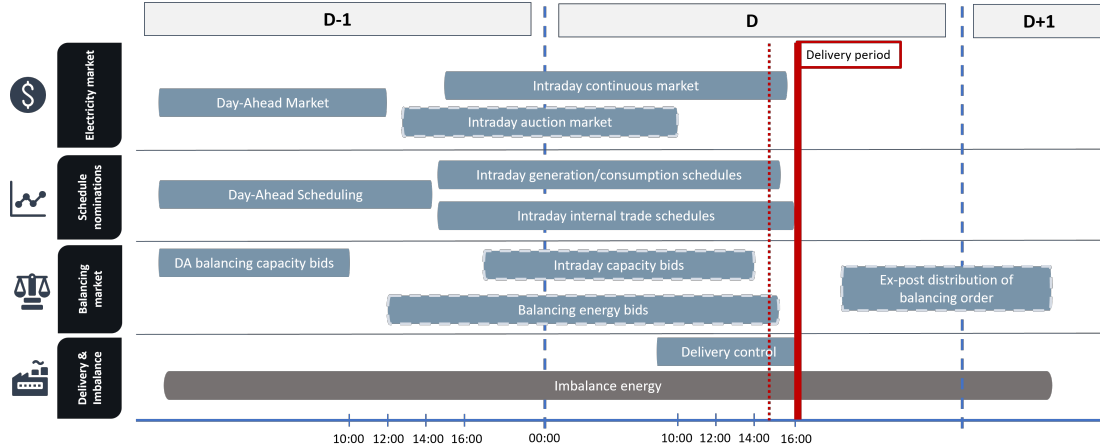 D-1
D
D+1
Delivery period
Electricity market
Day-Ahead Market
Intraday continuous market
Intraday auction market
Schedule
nominations
Day-Ahead Scheduling
Intraday generation/consumption schedules
Intraday internal trade schedules
Balancing
market
DA balancing capacity bids
Intraday capacity bids
Balancing energy bids
Ex-post distribution of
balancing order
Delivery &
Imbalance
Delivery control
Imbalance energy
10:00 12:00 14:00 16:00 00:00 10:00 12:00 14:00 16:00